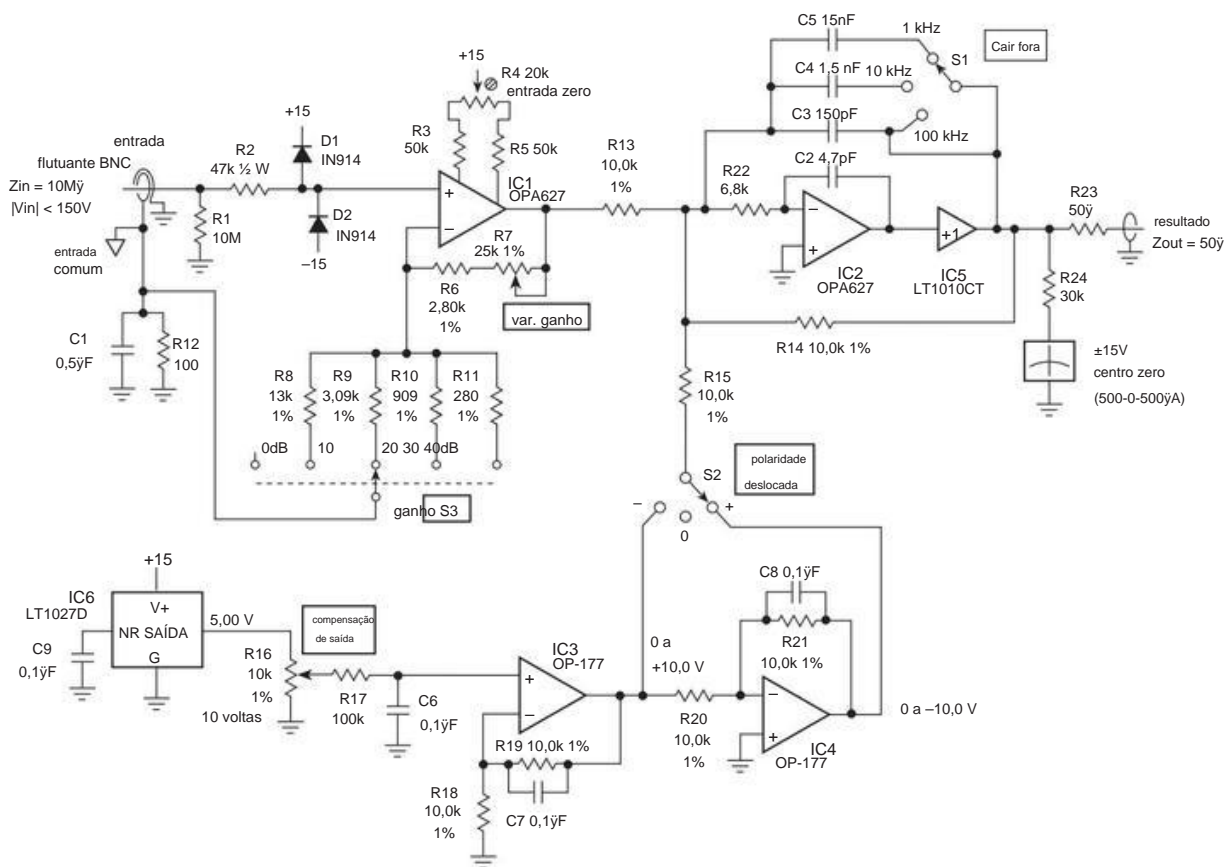 C5 15nF
1 kHz
Cair fora
S1
C4 1,5 nF
10 kHz
C3 150pF
100 kHz
C2 4,7pF
+15
R4 20k
entrada zero
+15
D1
IN914
R3
50k
R5 50k
entrada
flutuante BNC
Zin = 10Mÿ
|Vin| < 150V
R2
47k ½ W
R1
10M
D2
IN914
–15
+
−
IC1
OPA627
R13
10,0k
1%
R22
6,8k
−
+
IC2
OPA627
+1
IC5
LT1010CT
R23
50ÿ
resultado
Zout = 50ÿ
R24
30k
entrada
comum
R7
25k 1%
R6
2,80k
1%
var. ganho
R14 10,0k 1%
±15V
centro zero
(500-0-500ÿA)
C1
0,5ÿF
R12
100
R8
13k
1%
R9
3,09k
1%
R10
909
1%
R11
280
1%
R15
10,0k
1%
0dB
10
20 30 40dB
ganho S3
S2
polaridade
deslocada
−
0
+
+15
IC6
LT1027D
V+
NR SAÍDA
G
5,00 V
C9
0,1ÿF
compensação
de saída
R16
10k
1%
10 voltas
R17
100k
C6
0,1ÿF
IC3
OP-177
+
−
0 a
+10,0 V
C8 0,1ÿF
R21
10,0k 1%
R20
10,0k
1%
−
+
IC4
OP-177
0 a –10,0 V
R19 10,0k 1%
R18
10,0k
1%
C7 0,1ÿF